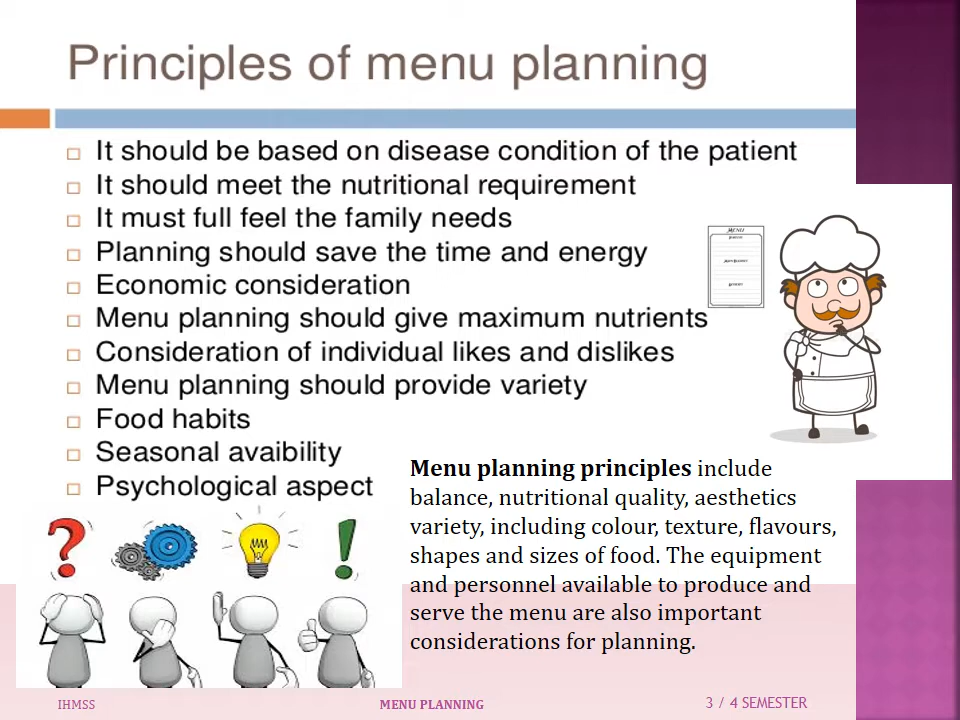 Principles of menu planning
It should be based on disease condition of the patient
It should meet the nutritional requirement
It must full feel the family needs
Planning should save the time and energy
Economic consideration
Menu planning should give maximum nutrients
Consideration of individual likes and dislikes
Menu planning should provide variety
Food habits
Seasonal avaibility
Psychological aspect
MENU
Menu planning principles include
balance, nutritional quality, aesthetics
variety, including colour, texture, flavours,
shapes and sizes of food. The equipment
and personnel available to produce and
serve the menu are also important
considerations for planning.
IHMSS
MENU PLANNING
3 / 4 SEMESTER